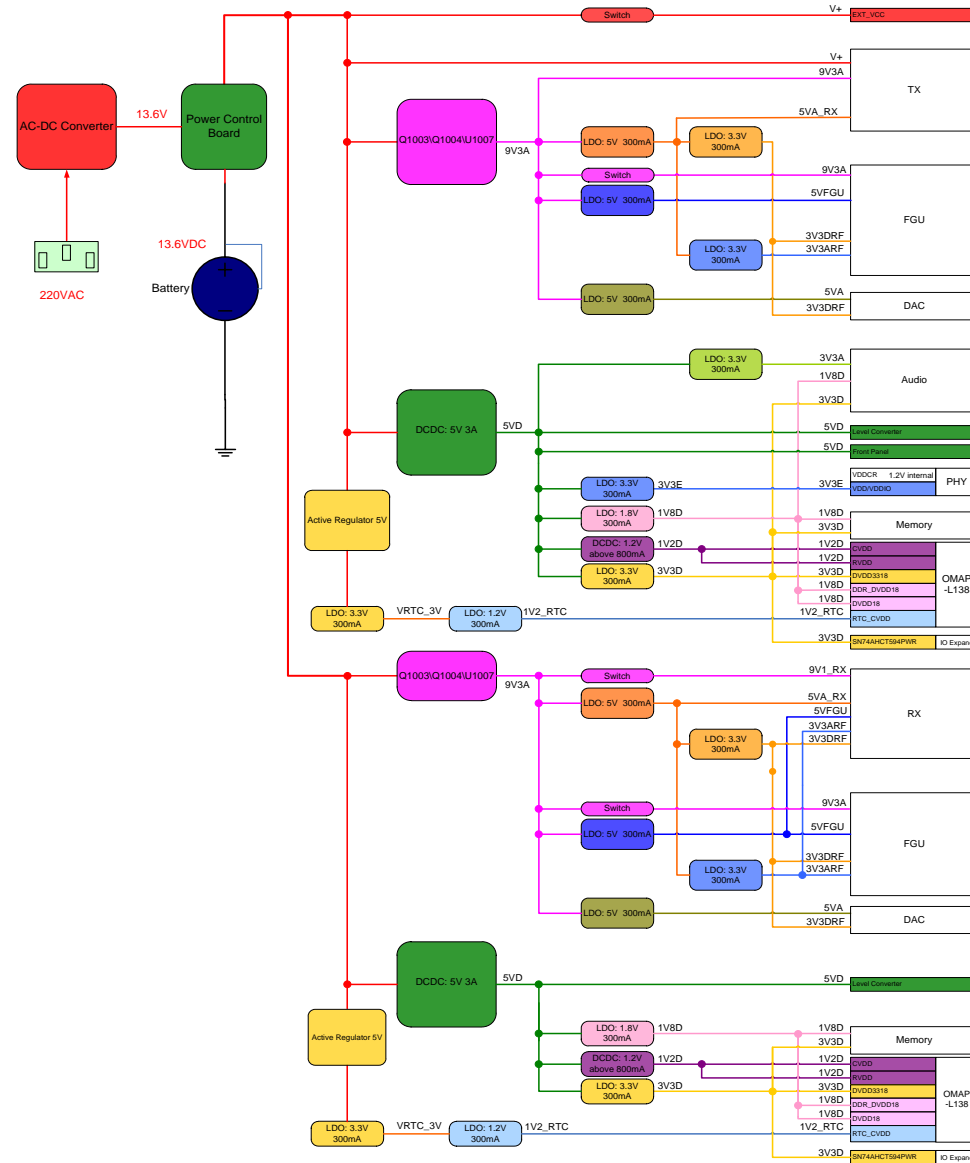 Switch
V+
EXT_VCC
V+
9V3A
TX
AC-DC Converter
13.6V
Power Control
Board
Q1003\Q1004\U1007
9V3A
5VA_RX
LDO: 5V 300mA
LDO: 3.3V
300mA
Switch
9V3A
LDO: 5V 300mA
5VFGU
FGU
13.6VDC
LDO: 3.3V
300mA
3V3DRF
3V3ARF
Battery
220VAC
LDO: 5V 300mA
5VA
3V3DRF
DAC
LDO: 3.3V
300mA
3V3A
1V8D
3V3D
Audio
DCDC: 5V 3A
5VD
5VD
Level Converter
5VD
Front Panel
LDO: 3.3V
300mA
3V3E
3V3E
VDDCR 1.2V internal
VDD/VDDIO
PHY
Active Regulator 5V
LDO: 1.8V
300mA
1V8D
1V8D
3V3D
Memory
DCDC: 1.2V
above 800mA
1V2D
1V2D
CVDD
1V2D
RVDD
LDO: 3.3V
300mA
3V3D
3V3D
DVDD3318
1V8D
DDR_DVDD18
1V8D
DVDD18
OMAP
-L138
LDO: 3.3V
300mA
VRTC_3V
LDO: 1.2V
300mA
1V2_RTC
1V2_RTC
RTC_CVDD
3V3D
SN74AHCT594PWR
IO Expan
Q1003\Q1004\U1007
9V3A
Switch
9V1_RX
LDO: 5V 300mA
5VA_RX
5VFGU
3V3ARF
3V3DRF
RX
LDO: 3.3V
300mA
Switch
9V3A
LDO: 5V 300mA
5VFGU
FGU
LDO: 3.3V
300mA
3V3DRF
3V3ARF
LDO: 5V 300mA
5VA
3V3DRF
DAC
DCDC: 5V 3A
5VD
5VD
Level Converter
Active Regulator 5V
LDO: 1.8V
300mA
1V8D
1V8D
3V3D
Memory
DCDC: 1.2V
above 800mA
1V2D
1V2D
CVDD
1V2D
RVDD
LDO: 3.3V
300mA
3V3D
3V3D
DVDD3318
1V8D
DDR_DVDD18
1V8D
DVDD18
OMAP
-L138
LDO: 3.3V
300mA
VRTC_3V
LDO: 1.2V
300mA
1V2_RTC
1V2_RTC
RTC_CVDD
3V3D
SN74AHCT594PWR
IO Expan